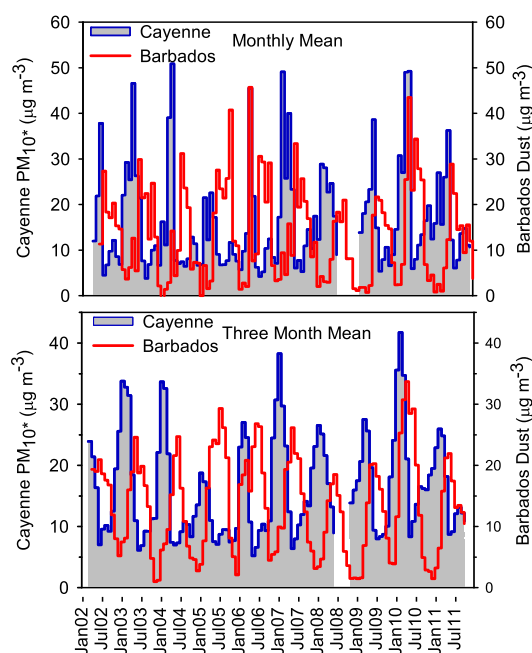 Cayenne
Barbados
Monthly Mean
60
50
40
30
20
10
0
Cayenne PM10* (µg m-3)
60
50
40
30
20
10
0
Barbados Dust (µg m-3)
Cayenne
Barbados
Three Month Mean
40
30
20
10
0
Cayenne PM10* (µg m-3)
40
30
20
10
0
Barbados Dust (µg m-3)
Jan02
Jul02
Jan03
Jul03
Jan04
Jul04
Jan05
Jul05
Jan06
Jul06
Jan07
Jul07
Jan08
Jul08
Jan09
Jul09
Jan10
Jul10
Jan11
Jul11